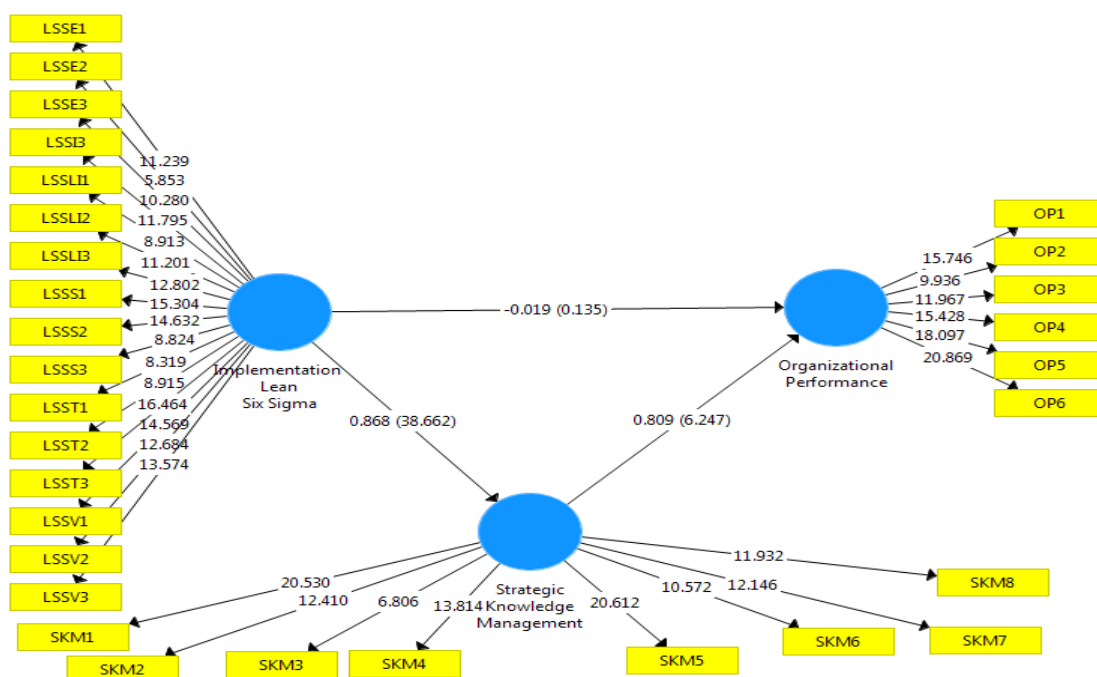 LSSE1
LSSE2
LSSE3
LSSI3
LSSLI1
LSSLI2
LSSLI3
LSSS1
LSSS2
LSSS3
LSST1
LSST2
LSST3
LSSV1
LSSV2
LSSV3
11.239
5.853
10.280
11.795
8.913
11.201
12.802
15.304
14.632
8.824
8.319
8.915
16.464
14.569
12.684
13.574
Implementation
Lean
Six Sigma
-0.019 (0.135)
0.868 (38.662)
0.809 (6.247)
Organizational
Performance
15.746
9.936
11.967
15.428
18.097
20.869
OP1
OP2
OP3
OP4
OP5
OP6
Strategic
Knowledge
Management
20.530
12.410
6.806
13.814
20.612
10.572
12.146
11.932
SKM1
SKM2
SKM3
SKM4
SKM5
SKM6
SKM7
SKM8